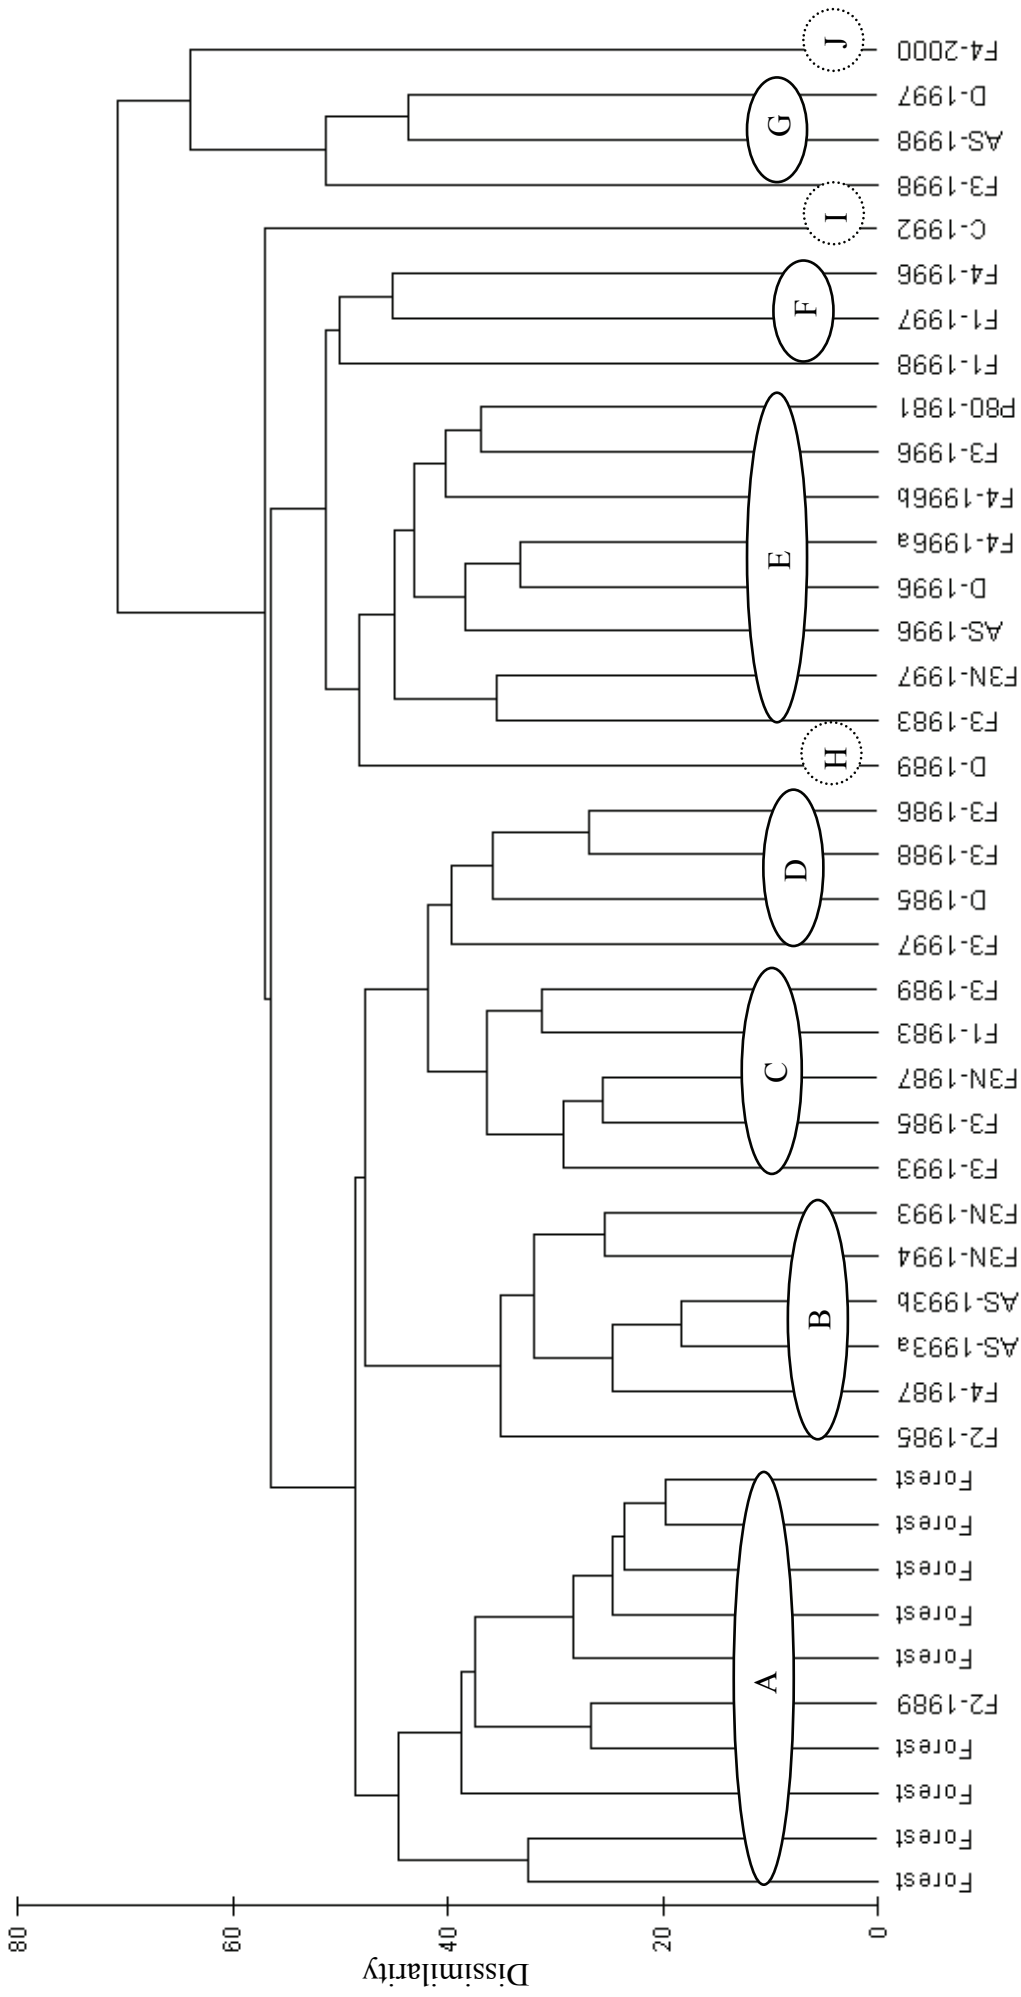 J
F4-2000
D-1997
G
AS-1998
F3-1998
I
C-1992
F4-1996
F
F1-1997
F1-1998
P80-1981
F3-1996
F4-1996b
F4-1996a
E
D-1996
AS-1996
F3N-1997
F3-1983
H
D-1989
F3-1986
F3-1988
D
D-1985
F3-1997
F3-1989
F1-1983
C
F3N-1987
F3-1985
F3-1993
F3N-1993
F3N-1994
AS-1993b
B
AS-1993a
F4-1987
F2-1985
Forest
Forest
Forest
Forest
Forest
A
F2-1989
Forest
Forest
Forest
Forest
80
60
40
20
0
Dissimilarity